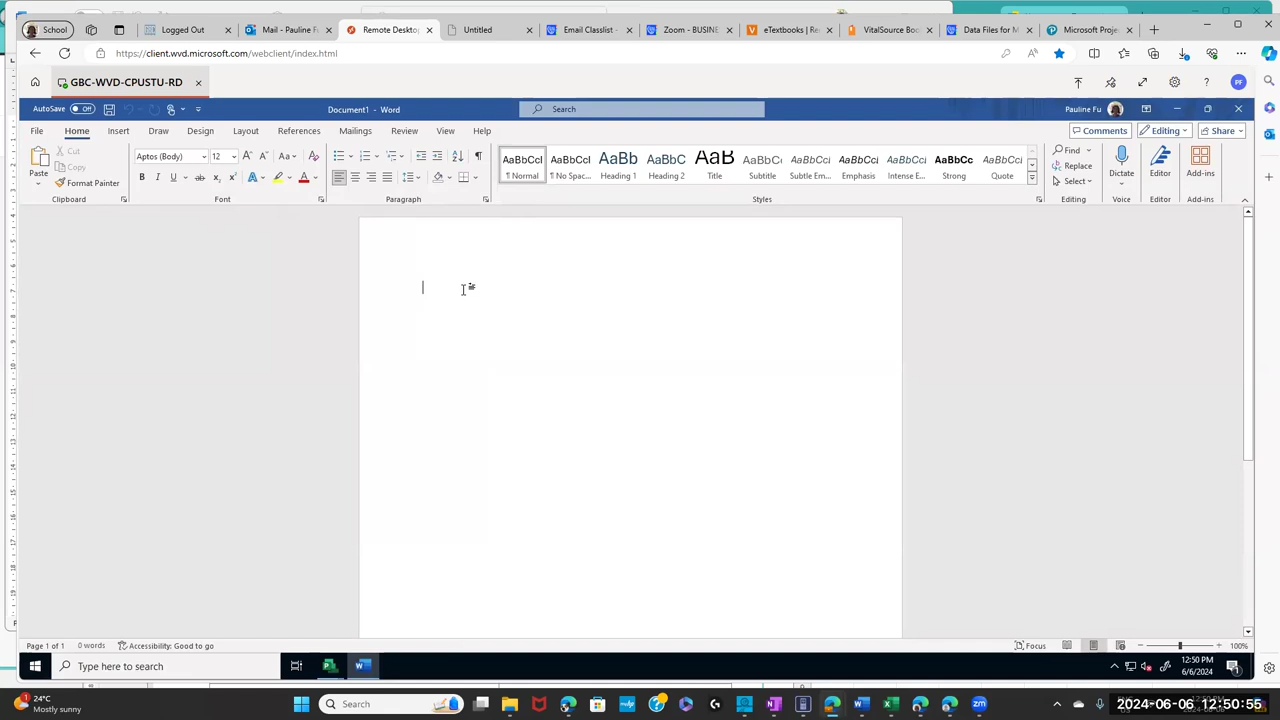 School
Logged Out
Mail - Pauline F
Remote Deskto
Untitled
Email Classlist -
Zoom - BUSINE
eTextbooks | Re
VitalSource Boo
Data Files for M
Microsoft Proje
https://client.wvd.microsoft.com/webclient/index.html
GBC-WVD-CPUSTU-RD
PF
AutoSave Off
Document1 - Word
Search
Pauline Fu
File Home Insert Draw Design Layout References Mailings Review View Help
Comments Editing Share
Paste
Cut
Copy
Format Painter
Clipboard
Aptos (Body) 12
Font
Paragraph
AaBbCcI AaBbCcI AaBb AaBbC AaB AaBbCcI AaBbCci AaBbCci AaBbCci AaBbCc AaBbCci
¶ Normal ¶ No Spac... Heading 1 Heading 2 Title Subtitle Subtle Em... Emphasis Intense E... Strong Quote
Styles
Find
Replace
Select
Editing
Dictate
Voice
Editor
Editor
Add-ins
Add-ins
Page 1 of 1 0 words Accessibility: Good to go
Focus 100%
Type here to search
12:50 PM
6/6/2024
24°C
Mostly sunny
Search
2024-06-06 12:50:55